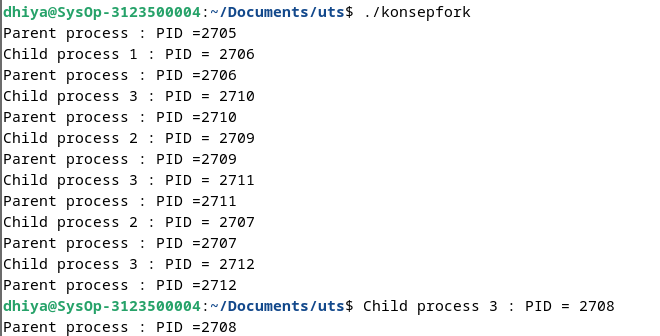 dhiya@SysOp-3123500004:~/Documents/uts$ ./konsepfork
Parent process : PID =2705
Child process 1 : PID = 2706
Parent process : PID =2706
Child process 3 : PID = 2710
Parent process : PID =2710
Child process 2 : PID = 2709
Parent process : PID =2709
Child process 3 : PID = 2711
Parent process : PID =2711
Child process 2 : PID = 2707
Parent process : PID =2707
Child process 3 : PID = 2712
Parent process : PID =2712
dhiya@SysOp-3123500004:~/Documents/uts$ Child process 3 : PID = 2708
Parent process : PID =2708